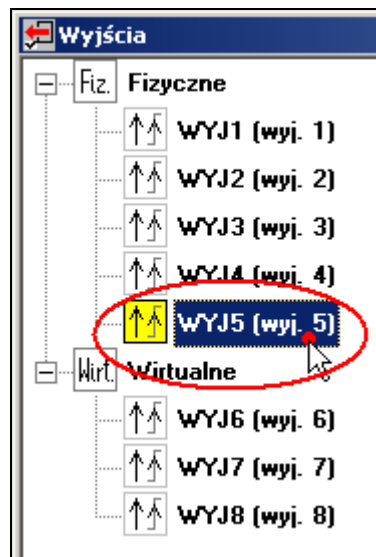 Wyjścia
Fiz. Fizyczne
WYJ1 (wyj. 1)
WYJ2 (wyj. 2)
WYJ3 (wyj. 3)
WYJ4 (wyj. 4)
WYJ5 (wyj. 5)
Wirt. Wirtualne
WYJ6 (wyj. 6)
WYJ7 (wyj. 7)
WYJ8 (wyj. 8)